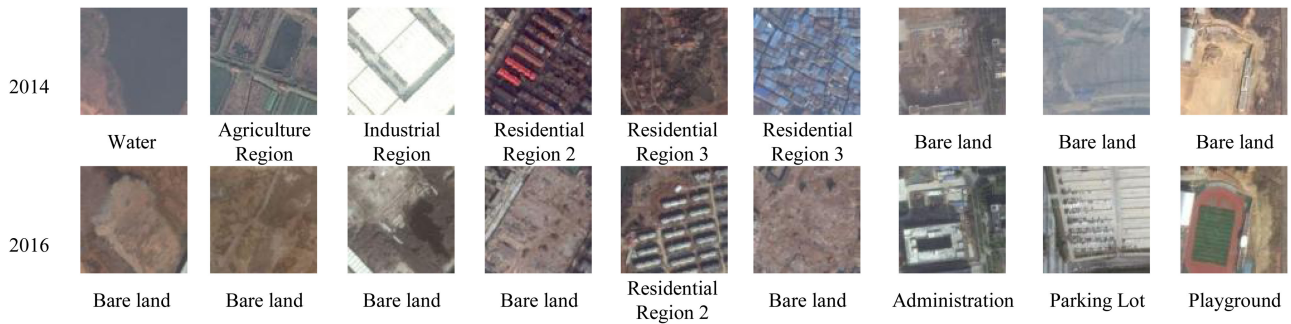 2014
Water
Agriculture
Region
Industrial
Region
Residential
Region 2
Residential
Region 3
Residential
Region 3
Bare land
Bare land
Bare land
2016
Bare land
Bare land
Bare land
Bare land
Residential
Region 2
Bare land
Administration
Parking Lot
Playground